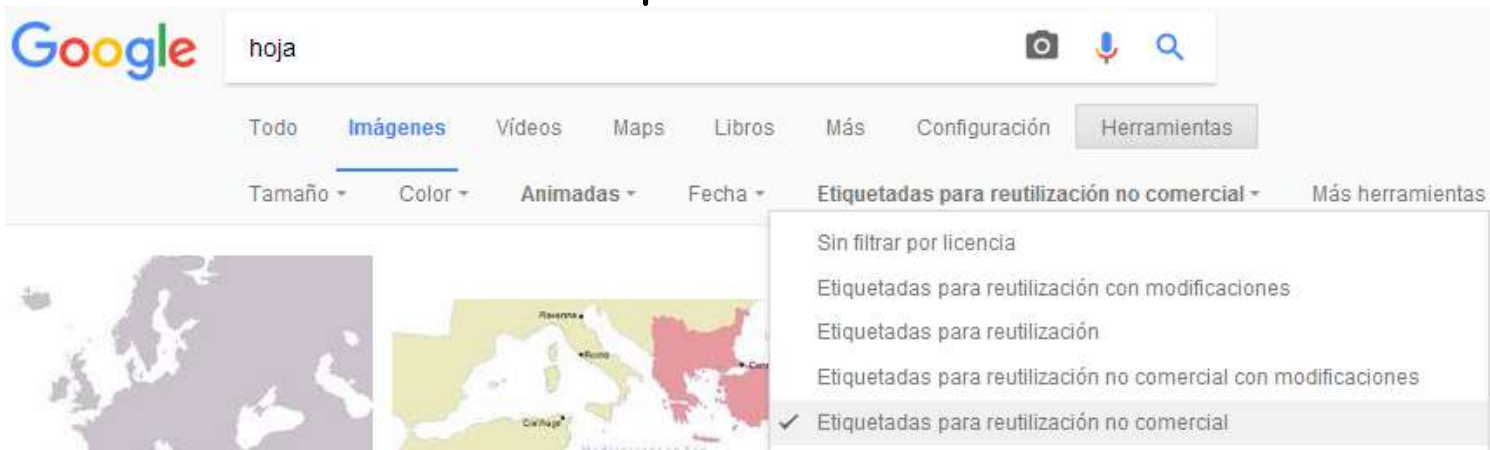 Google hoja
Todo Imágenes Vídeos Maps Libros Más Configuración Herramientas
Tamaño Color Animadas Fecha Etiquetadas para reutilización no comercial Más herramientas
Sin filtrar por licencia
Etiquetadas para reutilización con modificaciones
Etiquetadas para reutilización
Etiquetadas para reutilización no comercial con modificaciones
Etiquetadas para reutilización no comercial
Ravenna
Rome
Carthage